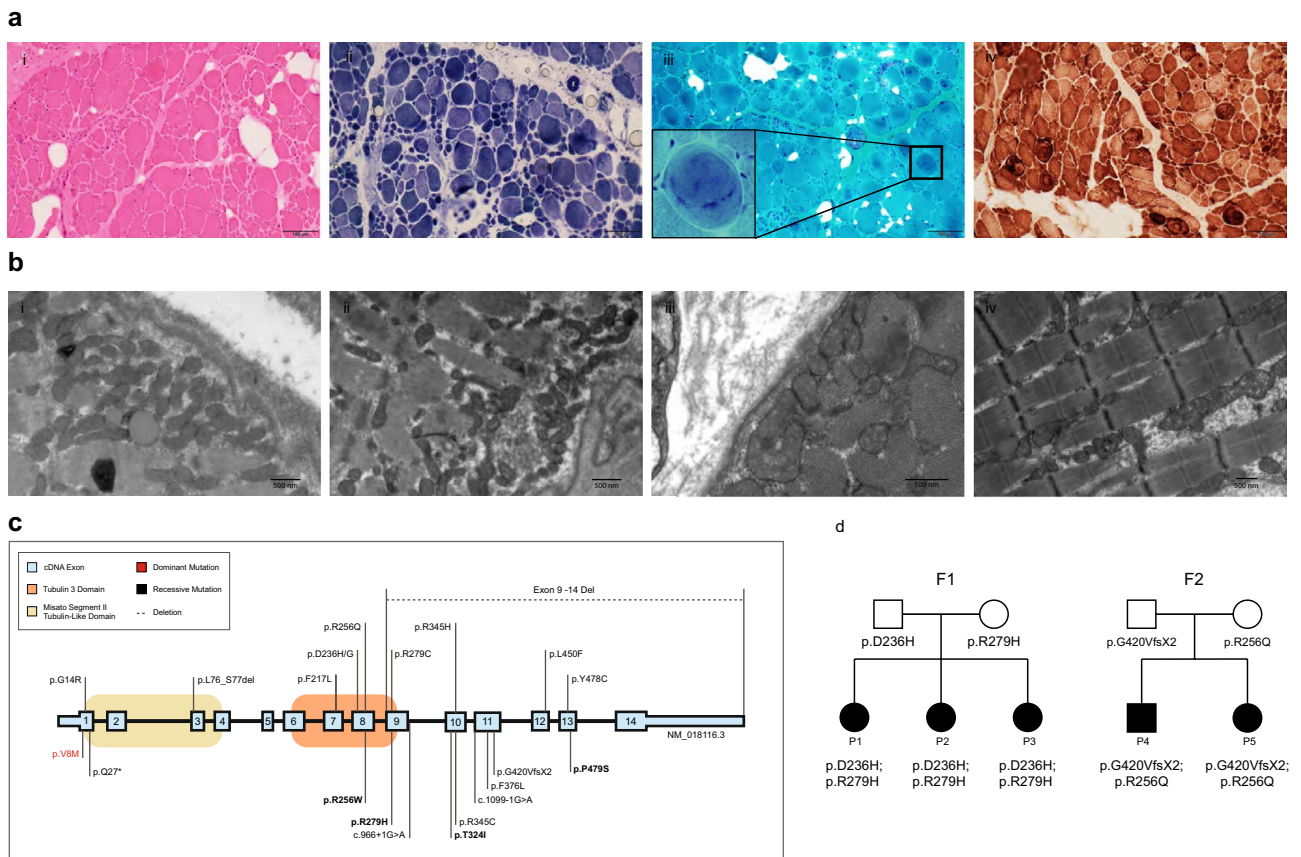 a
i
ii
iii
iv
100 µm
b
i
ii
iii
iv
500 nm
500 nm
500 nm
500 nm
c
cDNA Exon
Dominant Mutation
Tubulin 3 Domain
Recessive Mutation
Misato Segment II
Tubulin-Like Domain
Deletion
Exon 9 -14 Del
p.R256Q
p.R345H
p.D236H/G
p.R279C
p.L450F
p.G14R
p.L76_S77del
p.F217L
p.Y478C
1
2
3
4
5
6
7
8
9
10
11
12
13
14
NM_018116.3
p.V8M
p.Q27*
p.G420VfsX2
p.P479S
p.F376L
p.R256W
c.1099-1G>A
p.R279H
p.R345C
c.966+1G>A
p.T324I
d
F1
F2
p.D236H
p.R279H
p.G420VfsX2
p.R256Q
P1
P2
P3
P4
P5
p.D236H;
p.R279H
p.D236H;
p.R279H
p.D236H;
p.R279H
p.G420VfsX2;
p.R256Q
p.G420VfsX2;
p.R256Q